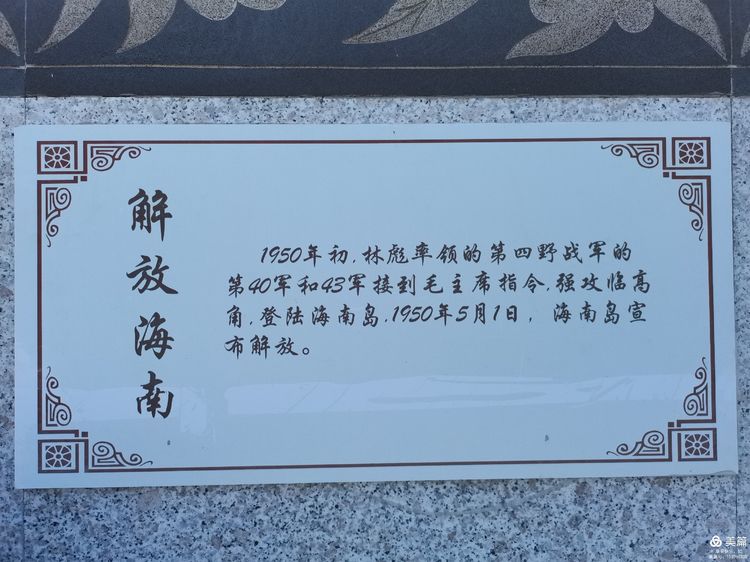 解放海南
1950年初,林彪率领的第四野战军的
第40军和43军接到毛主席指令,强攻临高
角,登陆海南岛.1950年5月1日, 海南岛宣
布解放。
美篇